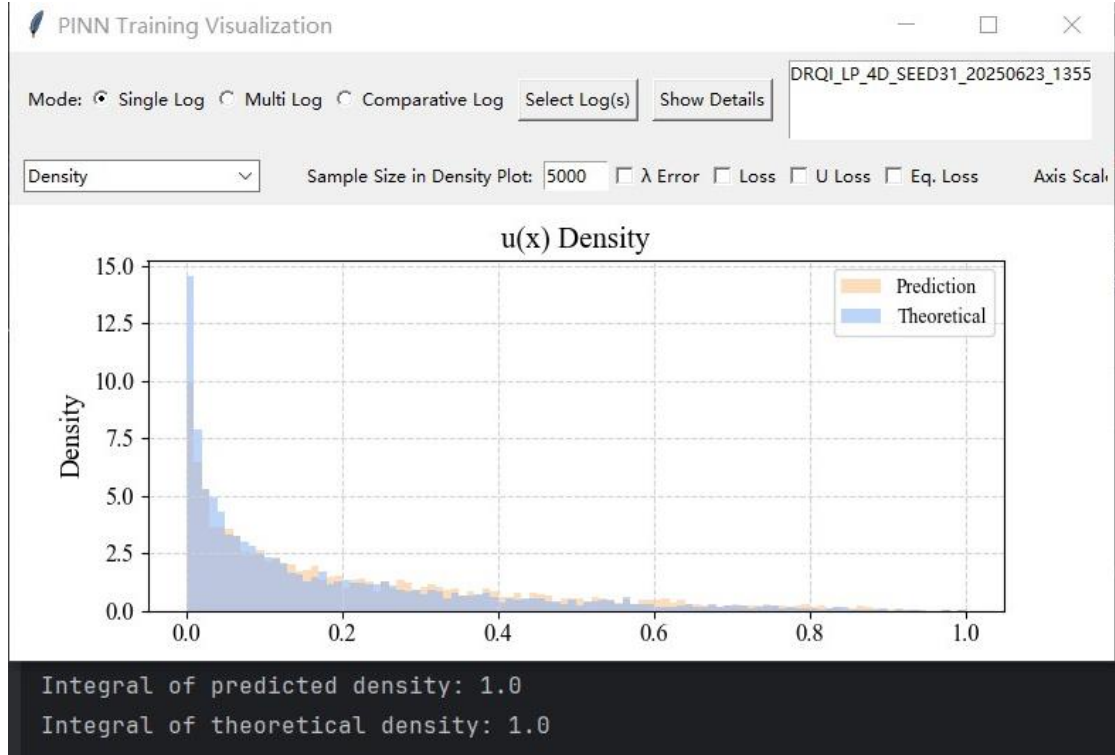 PINN Training Visualization
DRQI_LP_4D_SEED31_20250623_1355
Mode: Single Log Multi Log Comparative Log Select Log(s) Show Details
Density Sample Size in Density Plot: 5000 λ Error Loss U Loss Eq. Loss Axis Scal
u(x) Density
15.0
Prediction
Theoretical
12.5
10.0
Density
7.5
5.0
2.5
0.0
0.0 0.2 0.4 0.6 0.8 1.0
Integral of predicted density: 1.0
Integral of theoretical density: 1.0